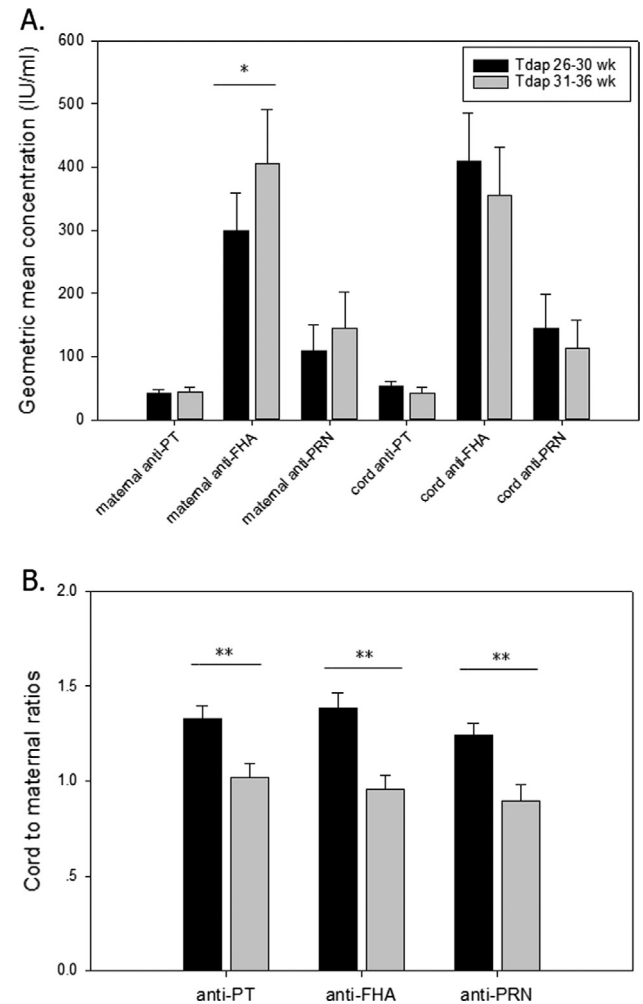 A.
Geometric mean concentration (IU/ml)
600
500
400
300
200
100
0
*
Tdap 26-30 wk
Tdap 31-36 wk
maternal anti-PT
maternal anti-FHA
maternal anti-PRN
cord anti-PT
cord anti-FHA
cord anti-PRN
B.
Cord to maternal ratios
2.0
1.5
1.0
.5
0.0
**
**
**
anti-PT
anti-FHA
anti-PRN